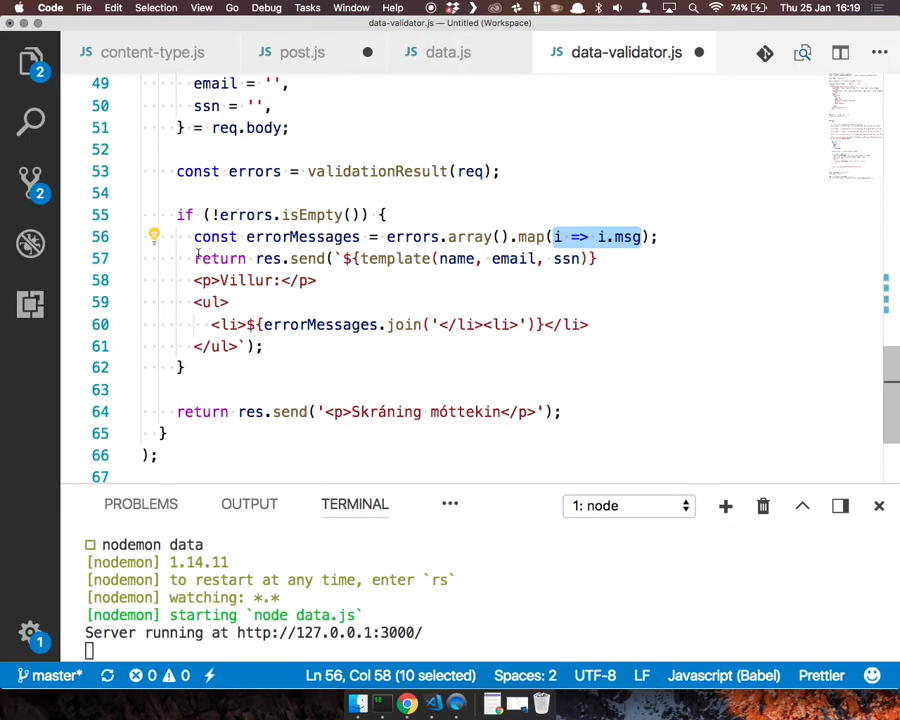 Code File Edit Selection View Go Debug Tasks Window Help 74% Thu 25 Jan 16:19
data-validator.js — Untitled (Workspace)
JS content-type.js JS post.js JS data.js JS data-validator.js
49 email = '',
50 ssn = '',
51 } = req.body;
52
53 const errors = validationResult(req);
54
55 if (!errors.isEmpty()) {
56 const errorMessages = errors.array().map(i => i.msg);
57 return res.send(`${template(name, email, ssn)}
58 <p>Villur:</p>
59 <ul>
60 <li>${errorMessages.join('</li><li>')}</li>
61 </ul>`);
62 }
63
64 return res.send('<p>Skráning móttekin</p>');
65 }
66 );
67
PROBLEMS OUTPUT TERMINAL ••• 1: node
nodemon data
[nodemon] 1.14.11
[nodemon] to restart at any time, enter `rs`
[nodemon] watching: *.*
[nodemon] starting `node data.js`
Server running at http://127.0.0.1:3000/
2
2
1
master* 0 0 Ln 56, Col 58 (10 selected) Spaces: 2 UTF-8 LF Javascript (Babel) Prettier